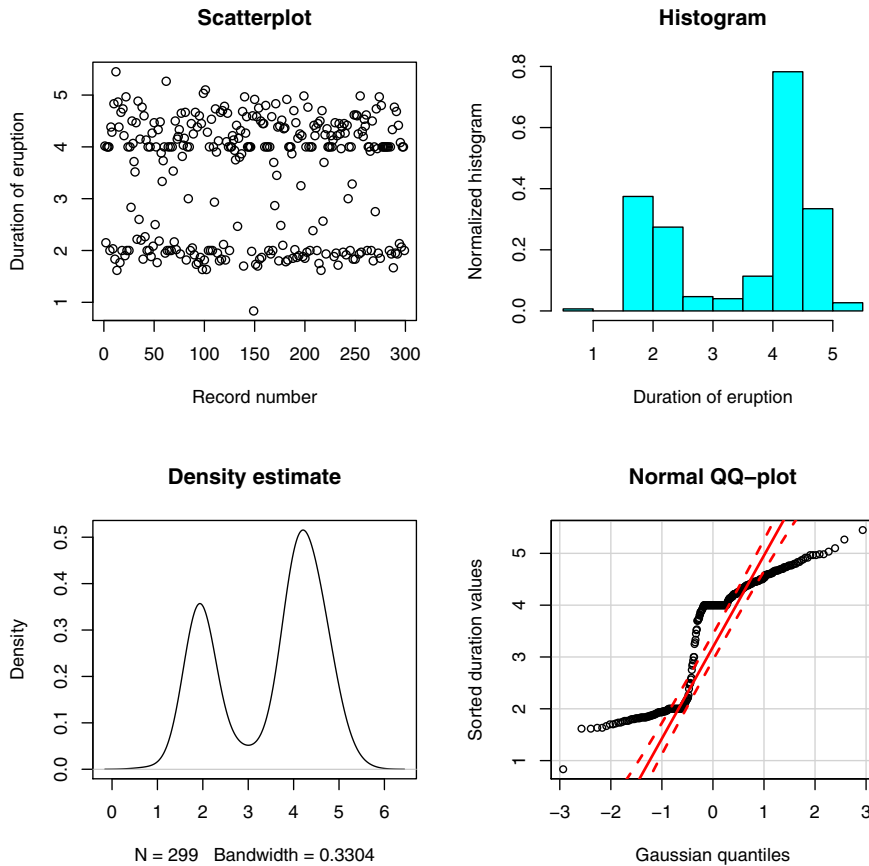 Scatterplot
Duration of eruption
5
4
3
2
1
0 50 100 150 200 250 300
Record number
Histogram
Normalized histogram
0.8
0.6
0.4
0.2
0.0
1 2 3 4 5
Duration of eruption
Density estimate
Density
0.5
0.4
0.3
0.2
0.1
0.0
0 1 2 3 4 5 6
N = 299 Bandwidth = 0.3304
Normal QQ−plot
Sorted duration values
5
4
3
2
1
−3 −2 −1 0 1 2 3
Gaussian quantiles